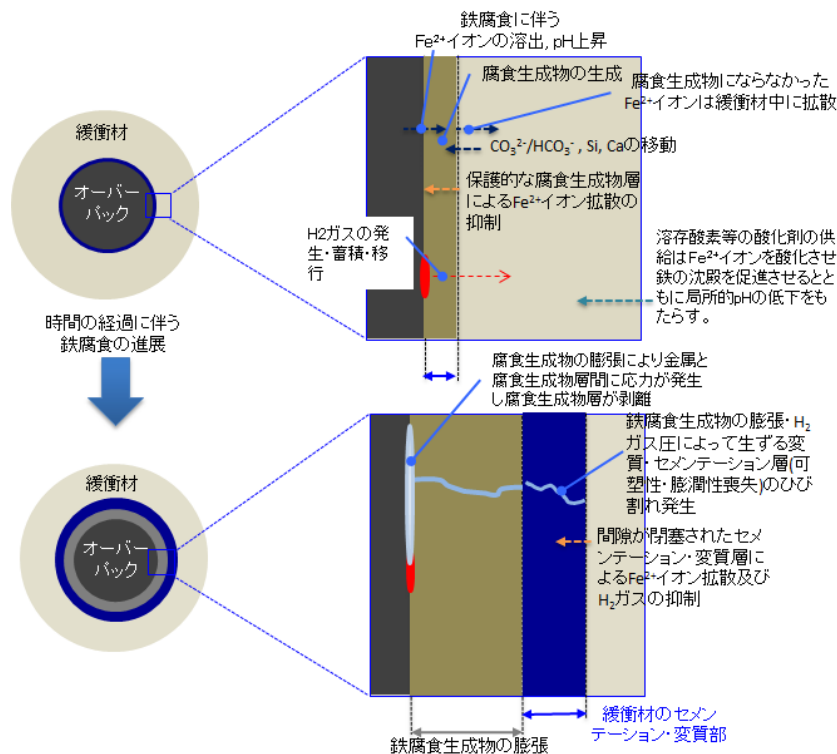 鉄腐食に伴う
Fe²⁺イオンの溶出, pH上昇
腐食生成物の生成
腐食生成物にならなかった
Fe²⁺イオンは緩衝材中に拡散
CO₃²⁻/HCO₃⁻ , Si, Caの移動
緩衝材
オーバー
パック
保護的な腐食生成物層
によるFe²⁺イオン拡散の
抑制
H2ガスの発
生・蓄積・移
行
溶存酸素等の酸化剤の供
給はFe²⁺イオンを酸化させ
鉄の沈殿を促進させるとと
もに局所的pHの低下をも
たらす。
時間の経過に伴う
鉄腐食の進展
腐食生成物の膨張により金属と
腐食生成物層間に応力が発生
し腐食生成物層が剥離
鉄腐食生成物の膨張・H₂
ガス圧によって生ずる変
質・セメンテーション層(可
塑性・膨潤性喪失)のひび
割れ発生
緩衝材
オーバー
パック
間隙が閉塞されたセメ
ンテーション・変質層に
よるFe²⁺イオン拡散及び
H₂ガスの抑制
緩衝材のセメン
テーション・変質部
鉄腐食生成物の膨張